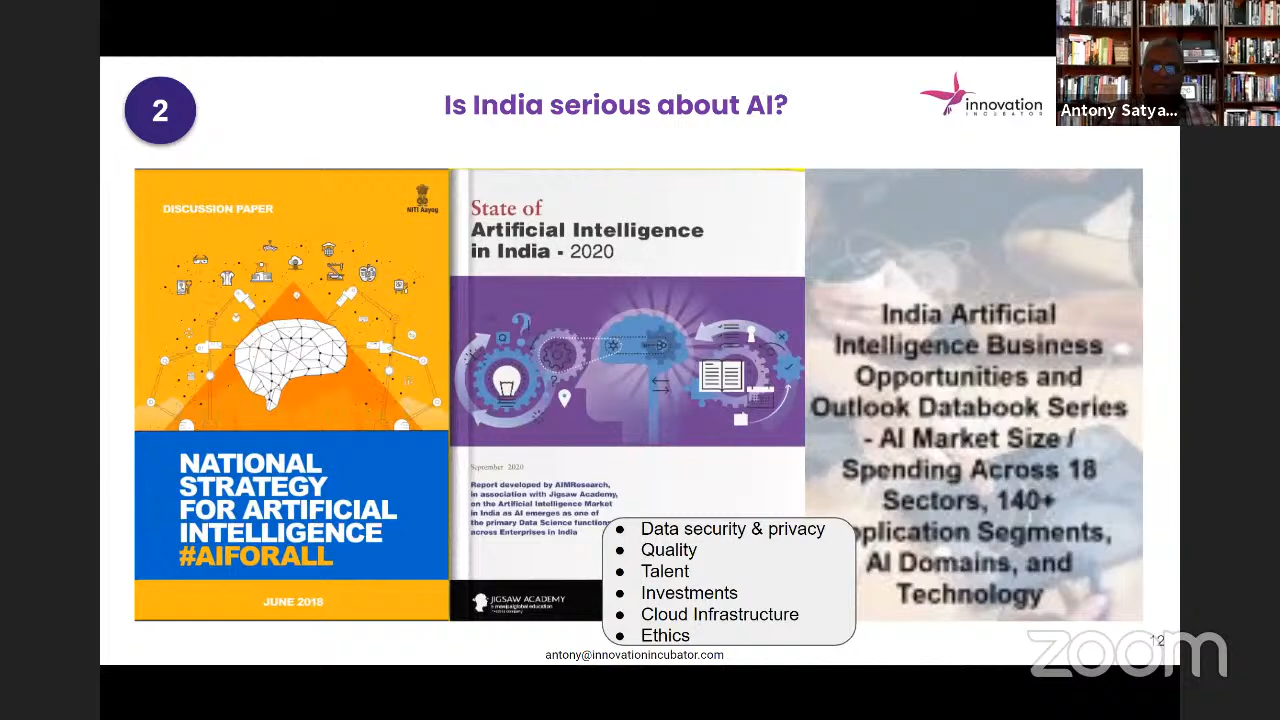 2
Is India serious about AI?
innovation
INCUBATOR
Antony Satya...
DISCUSSION PAPER
NITI Aayog
NATIONAL
STRATEGY
FOR ARTIFICIAL
INTELLIGENCE
#AIFORALL
JUNE 2018
State of
Artificial Intelligence
in India - 2020
September 2020
Report developed by AIMResearch,
in association with Jigsaw Academy,
on the Artificial Intelligence Market
in India as AI emerges as one of
the primary Data Science function
across Enterprises in India
JIGSAW ACADEMY
India Artificial
Intelligence Business
Opportunities and
Outlook Databook Series
- AI Market Size /
Spending Across 18
Sectors, 140+
pplication Segments,
AI Domains, and
Technology
● Data security & privacy
● Quality
● Talent
● Investments
● Cloud Infrastructure
● Ethics
antony@innovationincubator.com
12
zoom